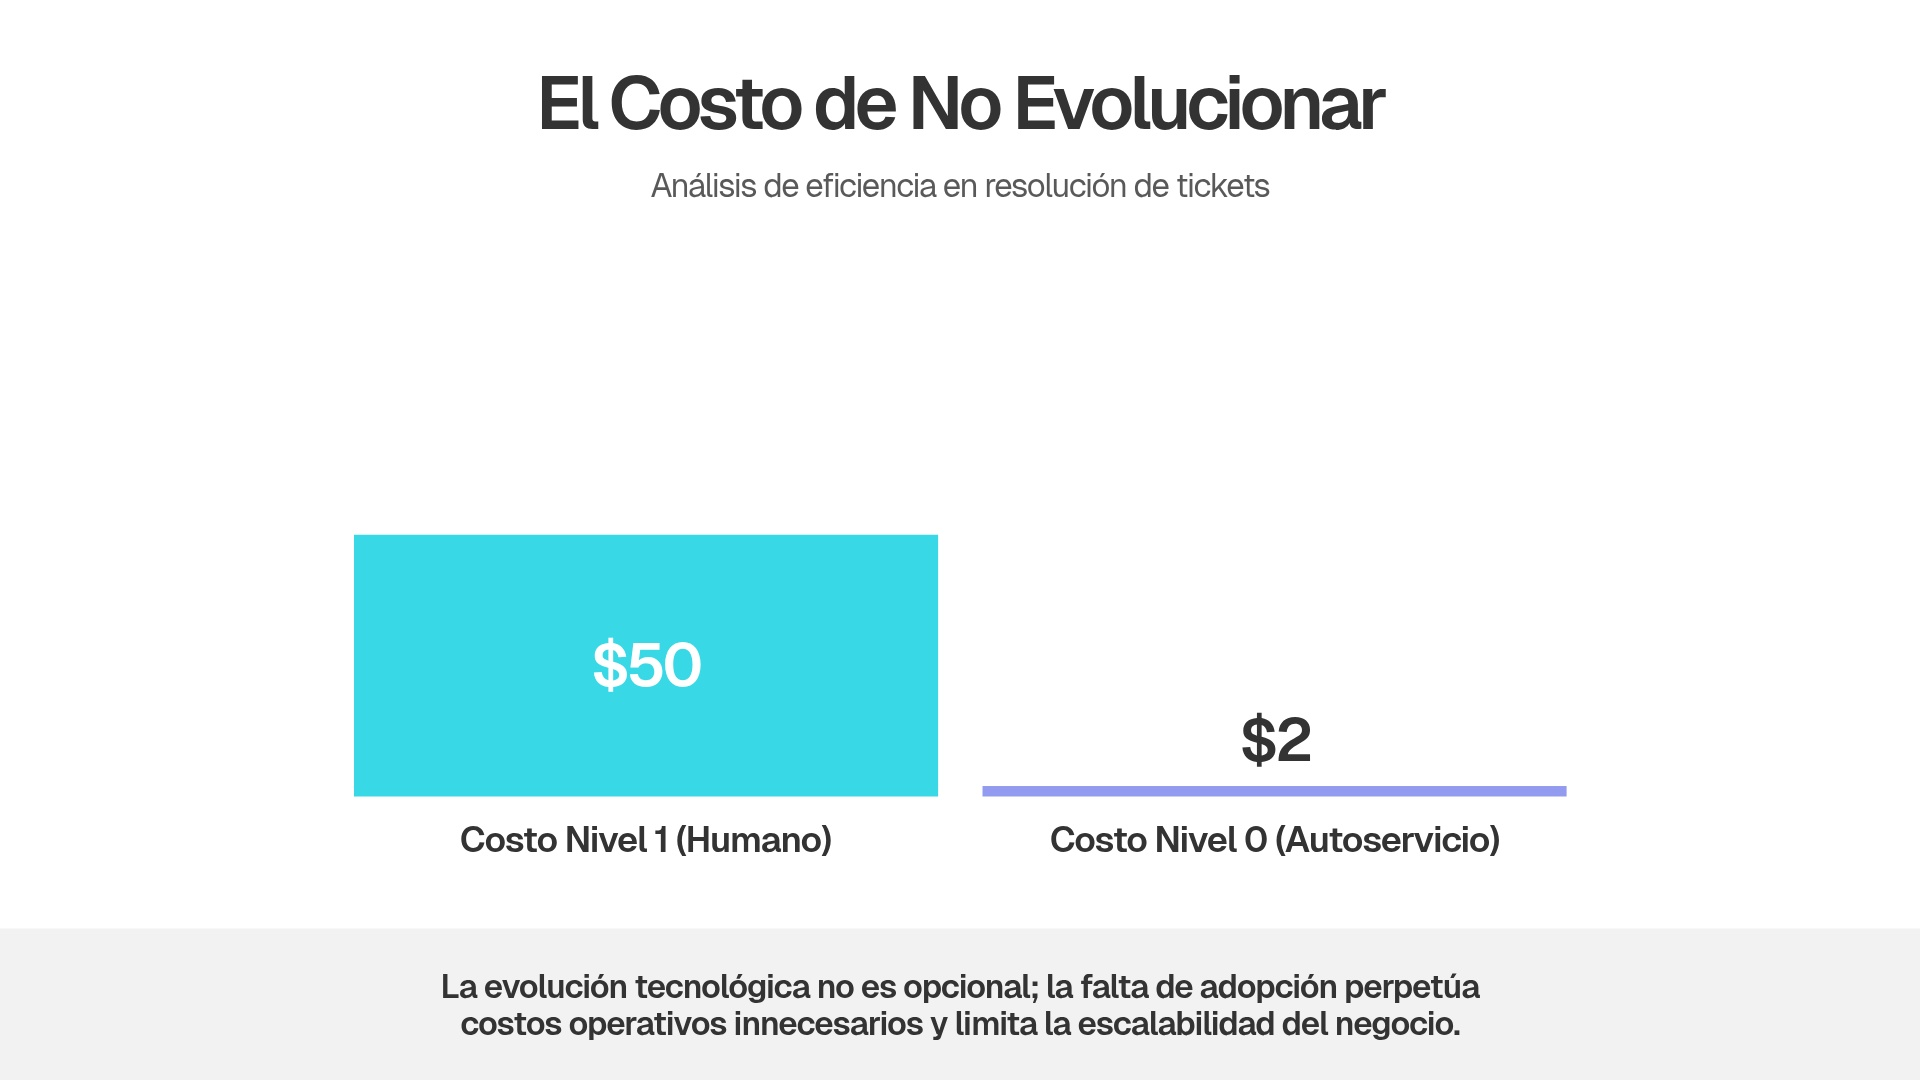 El Costo de No Evolucionar
Análisis de eficiencia en resolución de tickets
$50
$2
Costo Nivel 1 (Humano)
Costo Nivel 0 (Autoservicio)
La evolución tecnológica no es opcional; la falta de adopción perpetúa
costos operativos innecesarios y limita la escalabilidad del negocio.